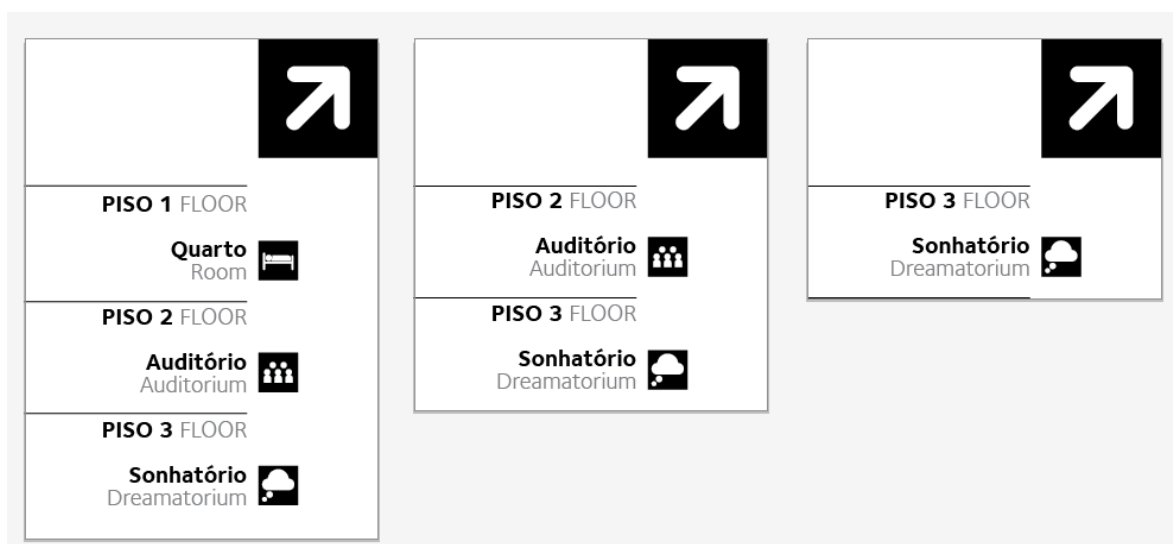 PISO 1 FLOOR
Quarto
Room
PISO 2 FLOOR
Auditório
Auditorium
PISO 3 FLOOR
Sonhatório
Dreamatorium
PISO 2 FLOOR
Auditório
Auditorium
PISO 3 FLOOR
Sonhatório
Dreamatorium
PISO 3 FLOOR
Sonhatório
Dreamatorium